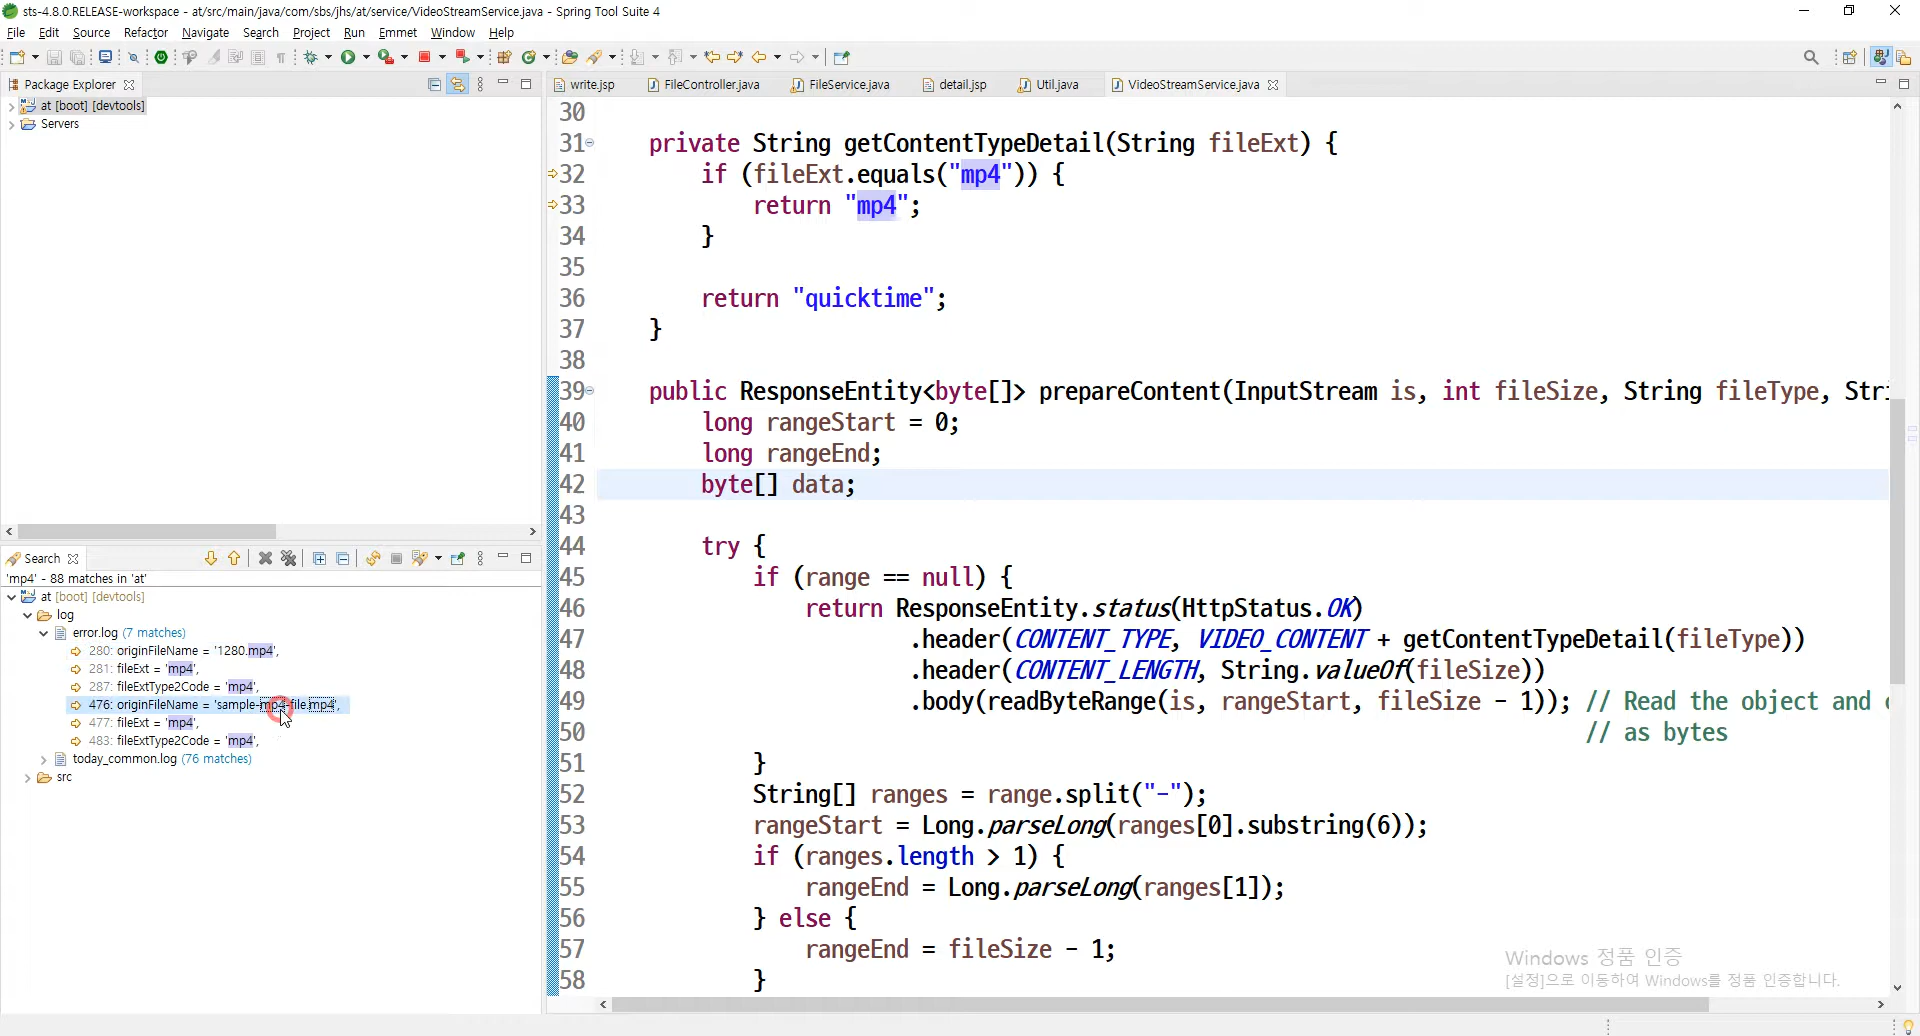 sts-4.8.0.RELEASE-workspace - at/src/main/java/com/sbs/jhs/at/service/VideoStreamService.java - Spring Tool Suite 4
File Edit Source Refactor Navigate Search Project Run Emmet Window Help
Package Explorer
at [boot] [devtools]
Servers
Search
'mp4' - 88 matches in 'at'
at [boot] [devtools]
log
error.log (7 matches)
280: originFileName = '1280.mp4',
281: fileExt = 'mp4',
287: fileExtType2Code = 'mp4',
476: originFileName = 'sample-mp4-file.mp4',
477: fileExt = 'mp4',
483: fileExtType2Code = 'mp4',
today_common.log (76 matches)
src
write.jsp FileController.java FileService.java detail.jsp Util.java VideoStreamService.java
30
31 private String getContentTypeDetail(String fileExt) {
32 if (fileExt.equals("mp4")) {
33 return "mp4";
34 }
35
36 return "quicktime";
37 }
38
39 public ResponseEntity<byte[]> prepareContent(InputStream is, int fileSize, String fileType, Stri
40 long rangeStart = 0;
41 long rangeEnd;
42 byte[] data;
43
44 try {
45 if (range == null) {
46 return ResponseEntity.status(HttpStatus.OK)
47 .header(CONTENT_TYPE, VIDEO_CONTENT + getContentTypeDetail(fileType))
48 .header(CONTENT_LENGTH, String.valueOf(fileSize))
49 .body(readByteRange(is, rangeStart, fileSize - 1)); // Read the object and
50 // as bytes
51 }
52 String[] ranges = range.split("-");
53 rangeStart = Long.parseLong(ranges[0].substring(6));
54 if (ranges.length > 1) {
55 rangeEnd = Long.parseLong(ranges[1]);
56 } else {
57 rangeEnd = fileSize - 1;
58 }
Windows 정품 인증
[설정]으로 이동하여 Windows를 정품 인증합니다.